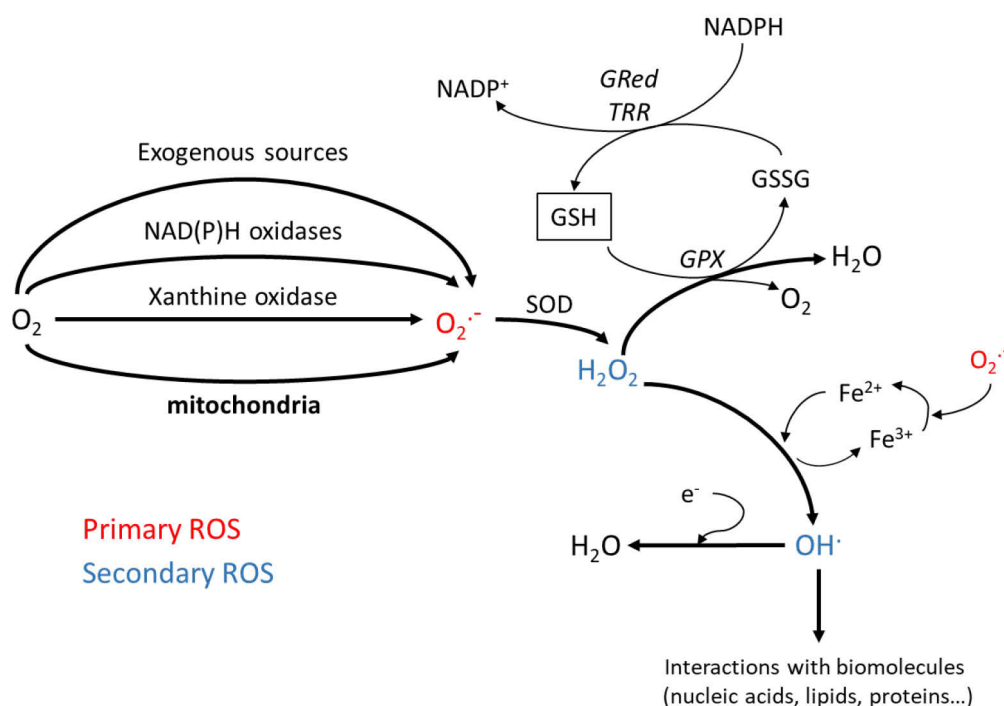 NADPH
GRed
NADP⁺
TRR
Exogenous sources
GSSG
GSH
NAD(P)H oxidases
GPX
H₂O
Xanthine oxidase
O₂
SOD
O₂
O₂·⁻
H₂O₂
O₂·⁻
mitochondria
Fe²⁺
Fe³⁺
e⁻
Primary ROS
H₂O
OH·
Secondary ROS
Interactions with biomolecules
(nucleic acids, lipids, proteins...)